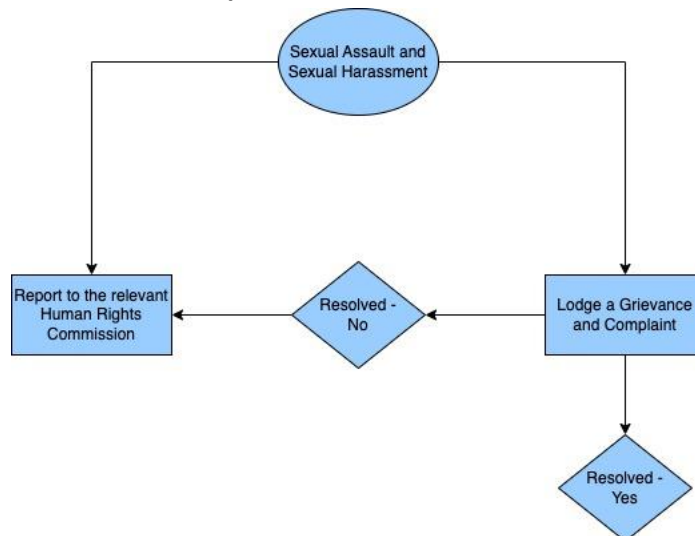 Sexual Assault and
Sexual Harassment
Report to the relevant
Human Rights
Commission
Resolved -
No
Lodge a Grievance
and Complaint
Resolved -
Yes